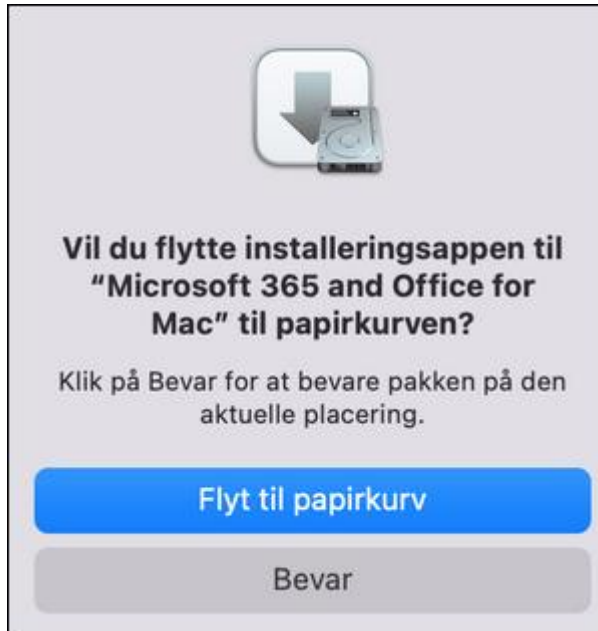 Vil du flytte installeringsappen til
“Microsoft 365 and Office for
Mac” til papirkurven?
Klik på Bevar for at bevare pakken på den
aktuelle placering.
Flyt til papirkurv
Bevar